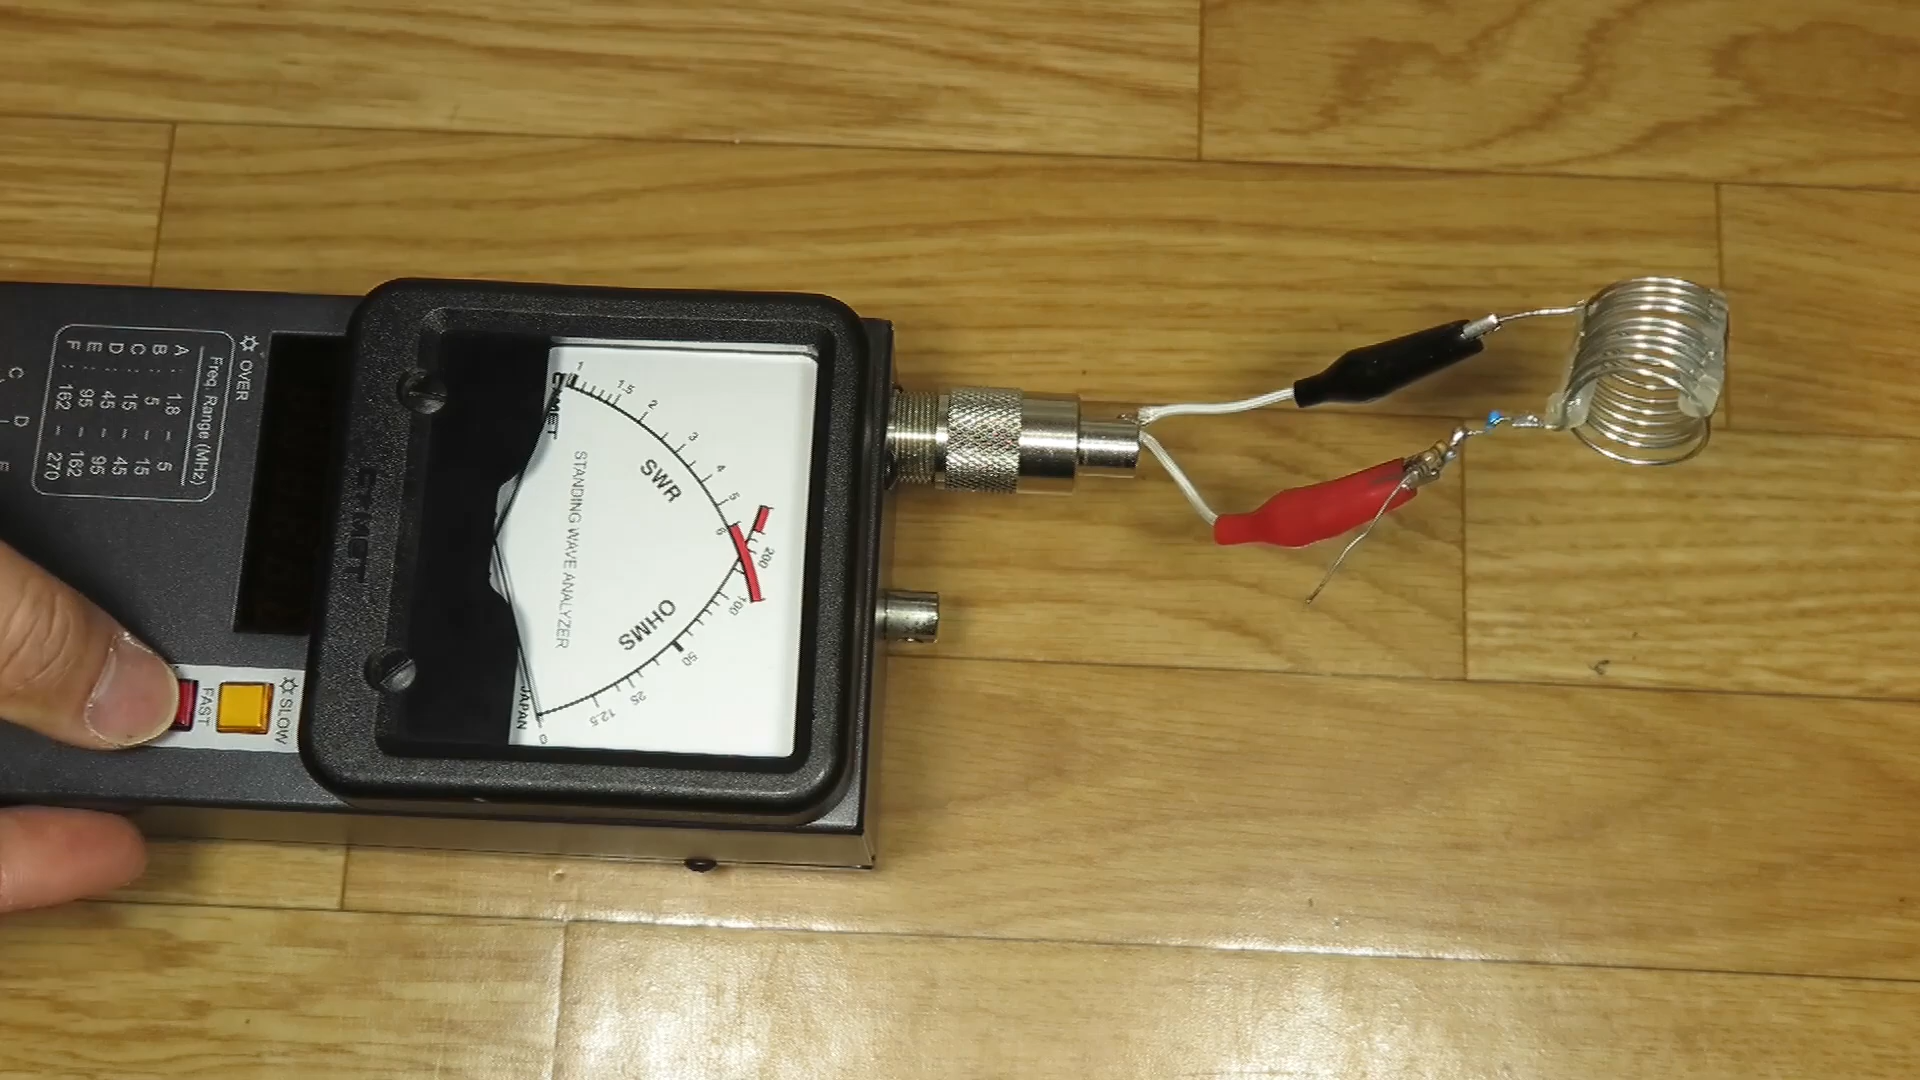 OVER
Freq. Range (MHz)
A : 1.8 – 5
B : 5 – 15
C : 15 – 45
D : 45 – 95
E : 95 – 162
F : 162 – 270
C
D
E
FAST
SLOW
COMET
COMET
STANDING WAVE ANALYZER
JAPAN
SWR
1
1.5
2
3
4
5
6
OHMS
0
12.5
25
50
100
200